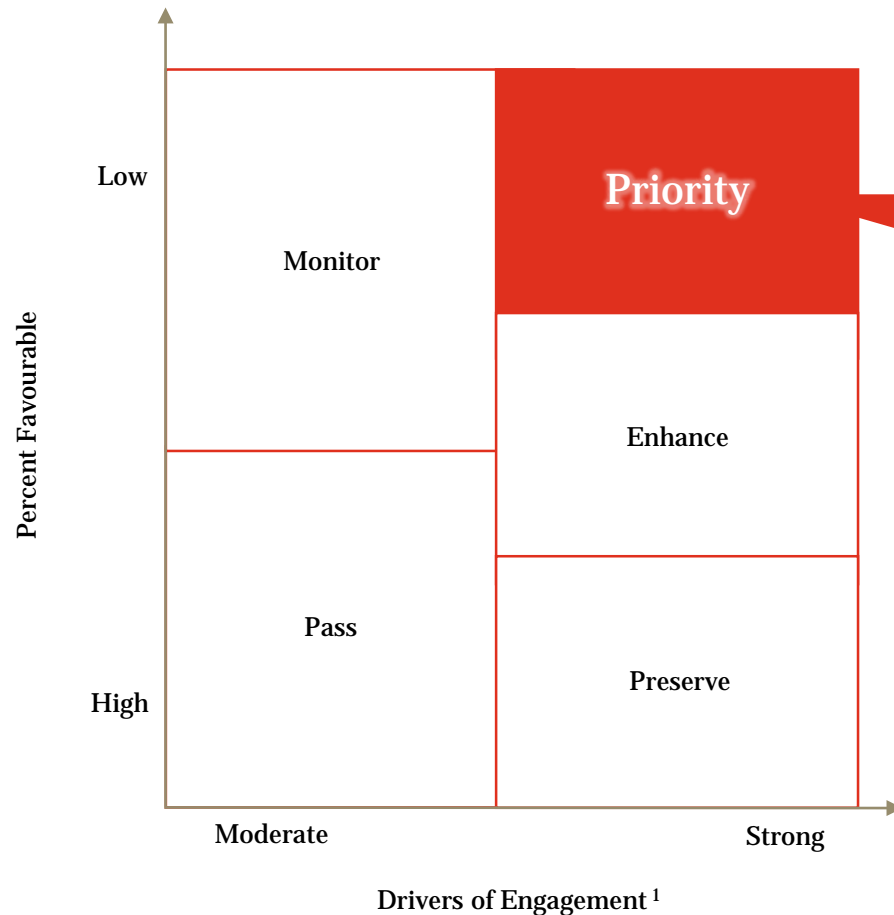 Low
Priority
Monitor
Percent Favourable
Enhance
Pass
Preserve
High
Moderate
Strong
Drivers of Engagement 1